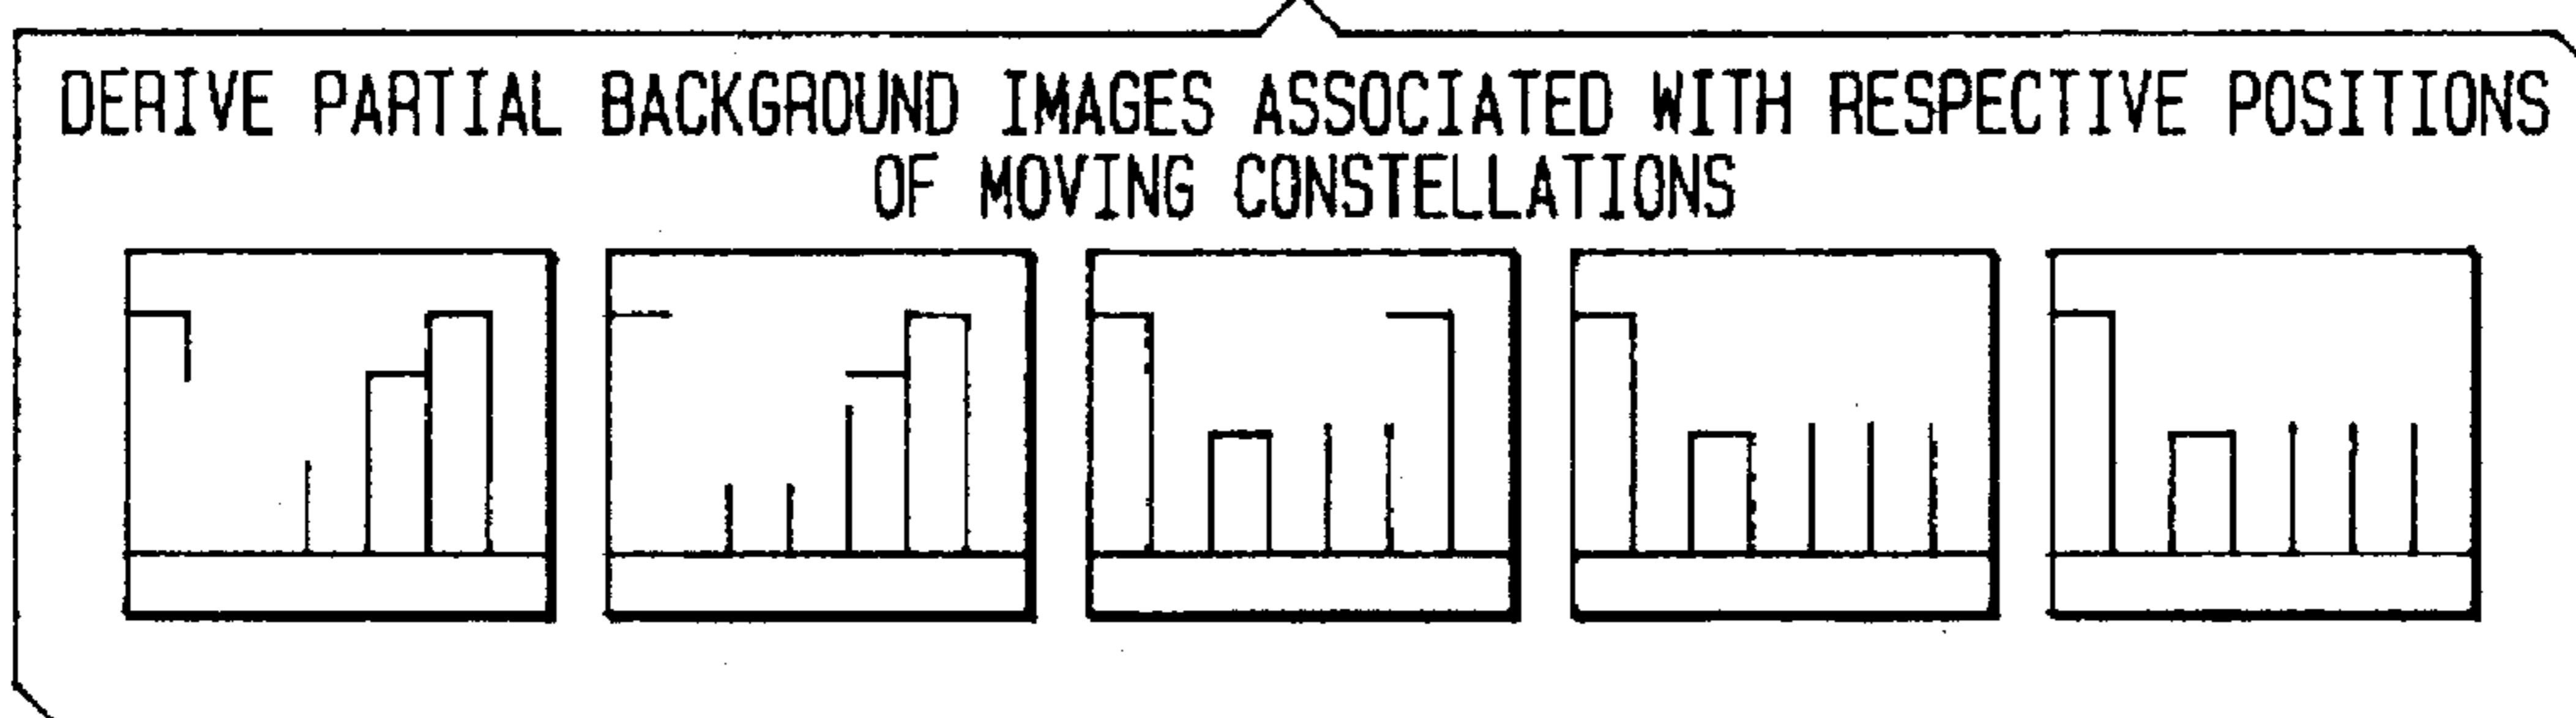 DERIVE PARTIAL BACKGROUND IMAGES ASSOCIATED WITH RESPECTIVE POSITIONS
OF MOVING CONSTELLATIONS